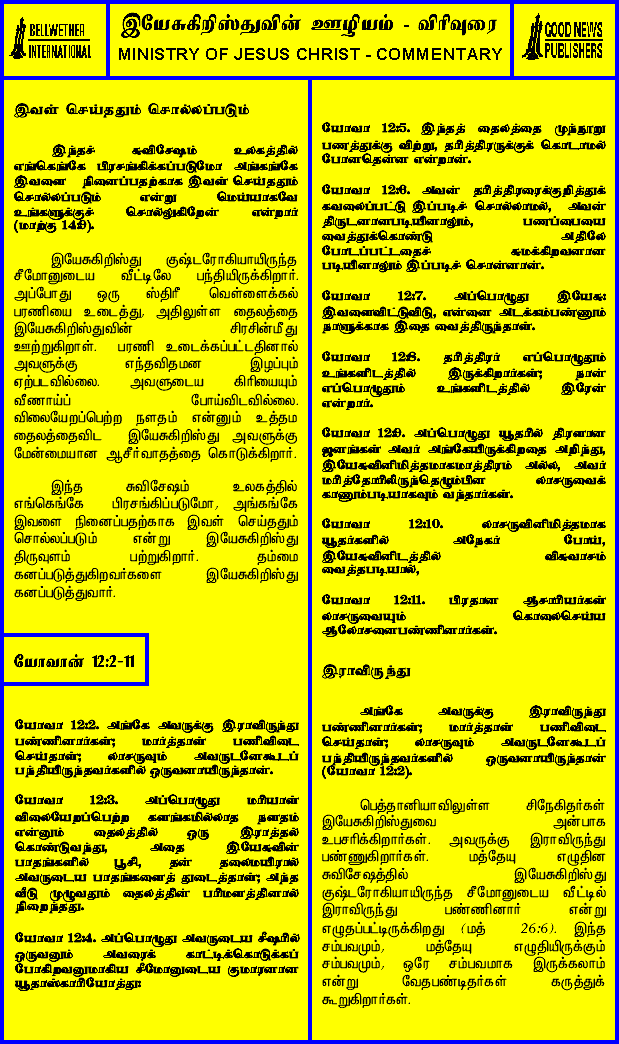 BELLWETHER
INTERNATIONAL
இயேசுகிறிஸ்துவின் ஊழியம் - விரிவுரை
MINISTRY OF JESUS CHRIST - COMMENTARY
GOOD NEWS
PUBLISHERS
இவள் செய்ததும் சொல்லப்படும்
இந்தச் சுவிசேஷம் உலகத்தில்
எங்கெங்கே பிரசங்கிக்கப்படுமோ அங்கங்கே
இவளை நினைப்பதற்காக இவள் செய்ததும்
சொல்லப்படும் என்று மெய்யாகவே
உங்களுக்குச் சொல்லுகிறேன் என்றார்
(மாற்கு 14:9).
இயேசுகிறிஸ்து குஷ்டரோகியாயிருந்த
சீமோனுடைய வீட்டிலே பந்தியிருக்கிறார்.
அப்போது ஒரு ஸ்திரீ வெள்ளைக்கல்
பரணியை உடைத்து, அதிலுள்ள தைலத்தை
இயேசுகிறிஸ்துவின் சிரசின்மீது
ஊற்றுகிறாள். பரணி உடைக்கப்பட்டதினால்
அவளுக்கு எந்தவிதமான இழப்பும்
ஏற்படவில்லை. அவளுடைய கிரியையும்
வீணாய்ப் போய்விடவில்லை.
விலையேறப்பெற்ற நளதம் என்னும் உத்தம
தைலத்தைவிட இயேசுகிறிஸ்து அவளுக்கு
மேன்மையான ஆசீர்வாதத்தை கொடுக்கிறார்.
இந்த சுவிசேஷம் உலகத்தில்
எங்கெங்கே பிரசங்கிப்படுமோ, அங்கங்கே
இவளை நினைப்பதற்காக இவள் செய்ததும்
சொல்லப்படும் என்று இயேசுகிறிஸ்து
திருவுளம் பற்றுகிறார். தம்மை
கனப்படுத்துகிறவர்களை இயேசுகிறிஸ்து
கனப்படுத்துவார்.
யோவான் 12:2-11
யோவா 12:2. அங்கே அவருக்கு இராவிருந்து
பண்ணினார்கள்; மார்த்தாள் பணிவிடை
செய்தாள்; லாசருவும் அவருடனேகூடப்
பந்தியிருந்தவர்களில் ஒருவனாயிருந்தான்.
யோவா 12:3. அப்பொழுது மரியாள்
விலையேறப்பெற்ற களங்கமில்லாத நளதம்
என்னும் தைலத்தில் ஒரு இராத்தல்
கொண்டுவந்து, அதை இயேசுவின்
பாதங்களில் பூசி, தன் தலைமயிரால்
அவருடைய பாதங்களைத் துடைத்தாள்; அந்த
வீடு முழுவதும் தைலத்தின் பரிமளத்தினால்
நிறைந்தது.
யோவா 12:4. அப்பொழுது அவருடைய சீஷரில்
ஒருவனும் அவரைக் காட்டிக்கொடுக்கப்
போகிறவனுமாகிய சீமோனுடைய குமாரனான
யூதாஸ்காரியோத்து:
யோவா 12:5. இந்தத் தைலத்தை முந்நூறு
பணத்துக்கு விற்று, தரித்திரருக்குக் கொடாமல்
போனதென்ன என்றான்.
யோவா 12:6. அவன் தரித்திரரைக்குறித்துக்
கவலைப்பட்டு இப்படிச் சொல்லாமல், அவன்
திருடனானபடியினாலும், பணப்பையை
வைத்துக்கொண்டு அதிலே
போடப்பட்டதைச் சுமக்கிறவனான
படியினாலும் இப்படிச் சொன்னான்.
யோவா 12:7. அப்பொழுது இயேசு:
இவளைவிட்டுவிடு, என்னை அடக்கம்பண்ணும்
நாளுக்காக இதை வைத்திருந்தாள்.
யோவா 12:8. தரித்திரர் எப்பொழுதும்
உங்களிடத்தில் இருக்கிறார்கள்; நான்
எப்பொழுதும் உங்களிடத்தில் இரேன்
என்றார்.
யோவா 12:9. அப்பொழுது யூதரில் திரளான
ஜனங்கள் அவர் அங்கேயிருக்கிறதை அறிந்து,
இயேசுவினிமித்தமாகமாத்திரம் அல்ல, அவர்
மரித்தோரிலிருந்தெழுப்பின லாசருவைக்
காணும்படியாகவும் வந்தார்கள்.
யோவா 12:10. லாசருவினிமித்தமாக
யூதர்களில் அநேகர் போய்,
இயேசுவினிடத்தில் விசுவாசம்
வைத்தபடியால்,
யோவா 12:11. பிரதான ஆசாரியர்கள்
லாசருவையும் கொலைசெய்ய
ஆலோசனைபண்ணினார்கள்.
இராவிருந்து
அங்கே அவருக்கு இராவிருந்து
பண்ணினார்கள்; மார்த்தாள் பணிவிடை
செய்தாள்; லாசருவும் அவருடனேகூடப்
பந்தியிருந்தவர்களில் ஒருவனாயிருந்தான்
(யோவா 12:2).
பெத்தானியாவிலுள்ள சிநேகிதர்கள்
இயேசுகிறிஸ்துவை அன்பாக
உபசரிக்கிறார்கள். அவருக்கு இராவிருந்து
பண்ணுகிறார்கள். மத்தேயு எழுதின
சுவிசேஷத்தில் இயேசுகிறிஸ்து
குஷ்டரோகியாயிருந்த சீமோனுடைய வீட்டில்
இராவிருந்து பண்ணினார் என்று
எழுதப்பட்டிருக்கிறது (மத் 26:6). இந்த
சம்பவமும், மத்தேயு எழுதியிருக்கும்
சம்பவமும், ஒரே சம்பவமாக இருக்கலாம்
என்று வேதபண்டிதர்கள் கருத்துக்
கூறுகிறார்கள்.